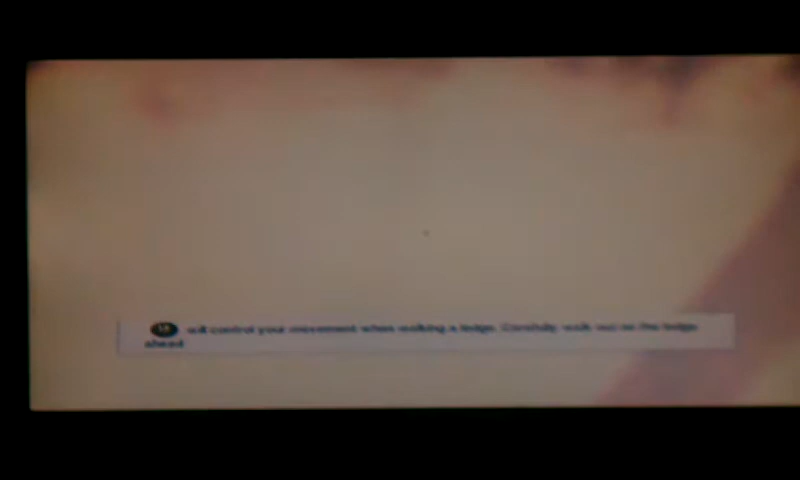 will control your movement when walking a ledge. Carefully walk out on the ledge
ahead